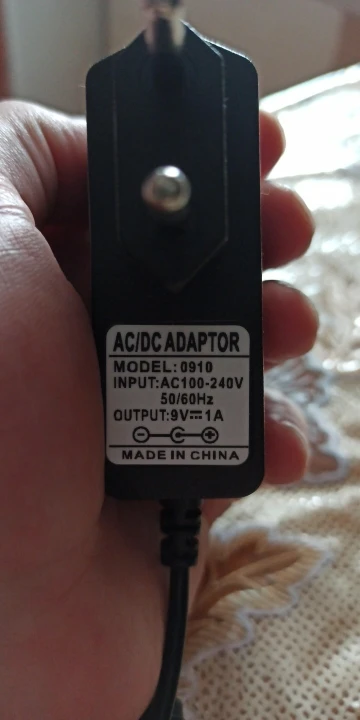 AC/DC ADAPTOR
MODEL:0910
INPUT:AC100-240V
50/60Hz
OUTPUT:9V⎓1A
MADE IN CHINA